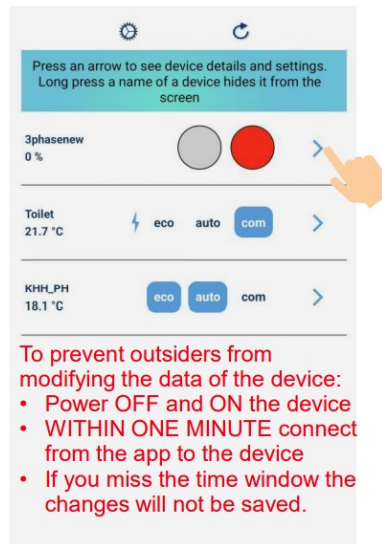 Press an arrow to see device details and settings.
Long press a name of a device hides it from the
screen
3phasenew
0 %
Toilet
21.7 °C
eco auto com
KHH_PH
18.1 °C
eco auto com
To prevent outsiders from
modifying the data of the device:
• Power OFF and ON the device
• WITHIN ONE MINUTE connect
from the app to the device
• If you miss the time window the
changes will not be saved.